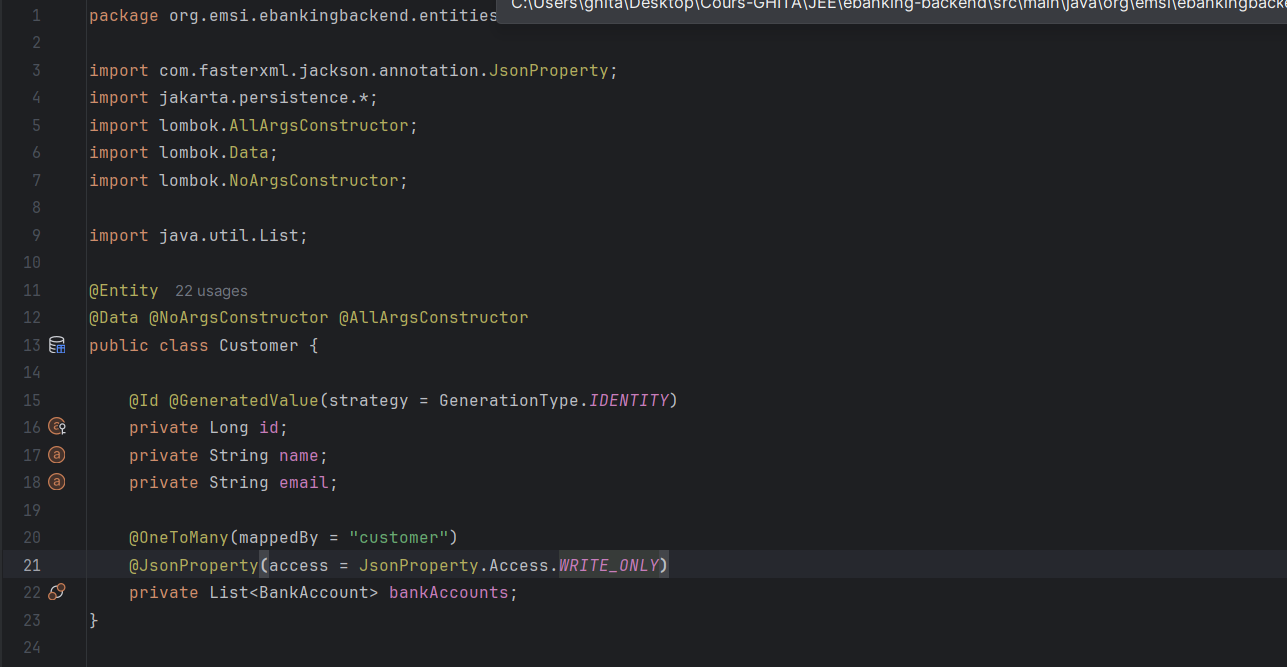 C:\Users\ghita\Desktop\Cours-GHITA\JEE\ebanking-backend\src\main\java\org\emsi\ebankingbacke
1 package org.emsi.ebankingbackend.entities
2
3 import com.fasterxml.jackson.annotation.JsonProperty;
4 import jakarta.persistence.*;
5 import lombok.AllArgsConstructor;
6 import lombok.Data;
7 import lombok.NoArgsConstructor;
8
9 import java.util.List;
10
11 @Entity 22 usages
12 @Data @NoArgsConstructor @AllArgsConstructor
13 public class Customer {
14
15 @Id @GeneratedValue(strategy = GenerationType.IDENTITY)
16 private Long id;
17 private String name;
18 private String email;
19
20 @OneToMany(mappedBy = "customer")
21 @JsonProperty(access = JsonProperty.Access.WRITE_ONLY)
22 private List<BankAccount> bankAccounts;
23 }
24